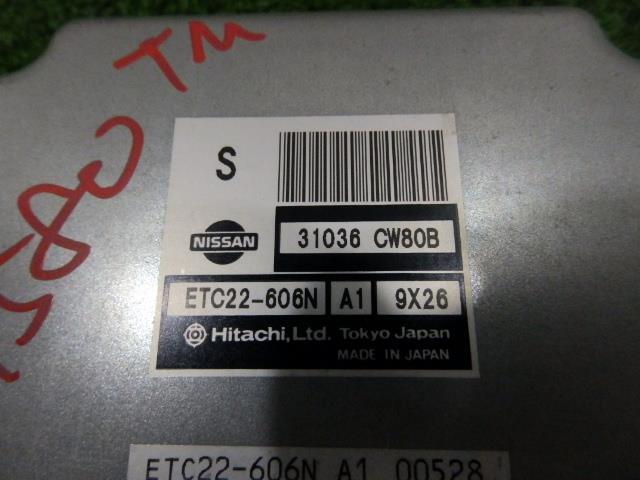 TM
S
NISSAN 31036 CW80B
ETC22-606N A1 9X26
Hitachi, Ltd. Tokyo Japan
MADE IN JAPAN
ETC22-606N A1 00528